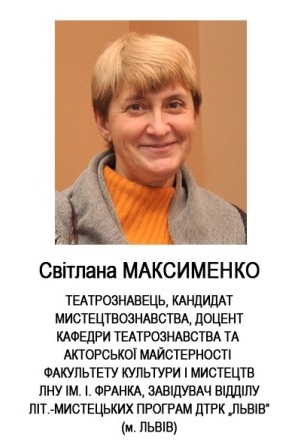 Світлана МАКСИМЕНКО
ТЕАТРОЗНАВЕЦЬ, КАНДИДАТ
МИСТЕЦТВОЗНАВСТВА, ДОЦЕНТ
КАФЕДРИ ТЕАТРОЗНАВСТВА ТА
АКТОРСЬКОЇ МАЙСТЕРНОСТІ
ФАКУЛЬТЕТУ КУЛЬТУРИ І МИСТЕЦТВ
ЛНУ ІМ. І. ФРАНКА, ЗАВІДУВАЧ ВІДДІЛУ
ЛІТ.-МИСТЕЦЬКИХ ПРОГРАМ ДТРК „ЛЬВІВ"
(м. ЛЬВІВ)